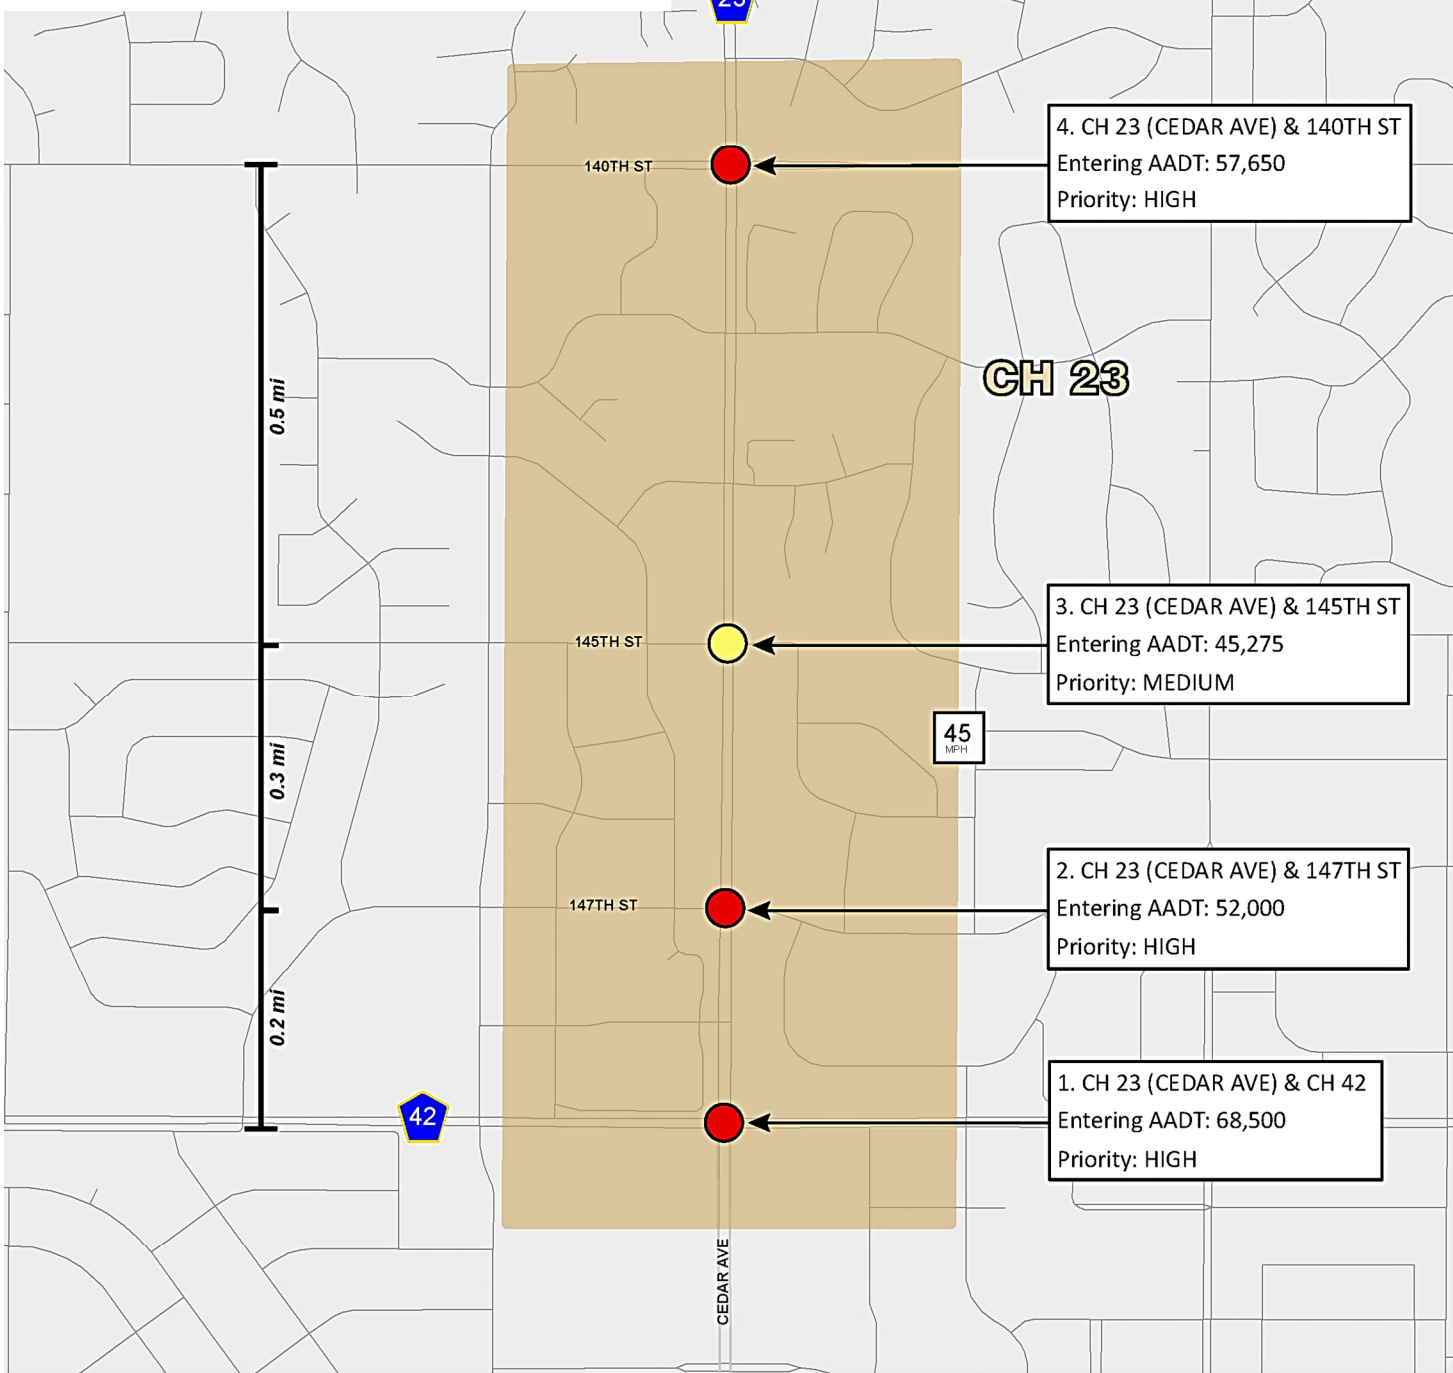 23
4. CH 23 (CEDAR AVE) & 140TH ST
Entering AADT: 57,650
Priority: HIGH
140TH ST
CH 23
0.5 mi
3. CH 23 (CEDAR AVE) & 145TH ST
Entering AADT: 45,275
Priority: MEDIUM
145TH ST
45
MPH
0.3 mi
2. CH 23 (CEDAR AVE) & 147TH ST
Entering AADT: 52,000
Priority: HIGH
147TH ST
0.2 mi
1. CH 23 (CEDAR AVE) & CH 42
Entering AADT: 68,500
Priority: HIGH
42
CEDAR AVE